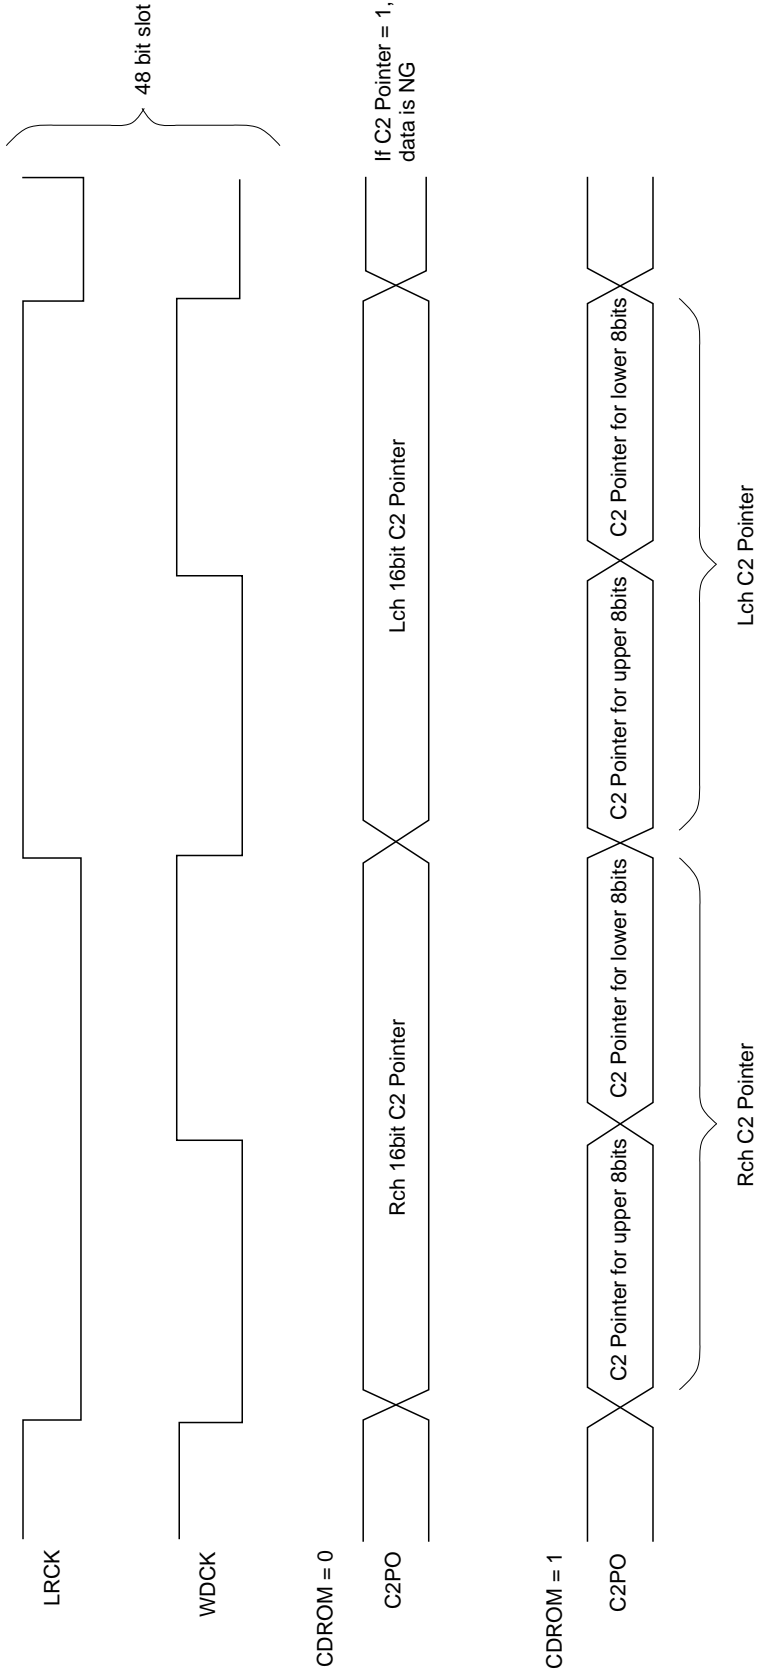 LRCK
48 bit slot
WDCK
CDROM = 0
C2PO
Rch 16bit C2 Pointer
Lch 16bit C2 Pointer
If C2 Pointer = 1,
data is NG
CDROM = 1
C2PO
C2 Pointer for upper 8bits
C2 Pointer for lower 8bits
C2 Pointer for upper 8bits
C2 Pointer for lower 8bits
Rch C2 Pointer
Lch C2 Pointer